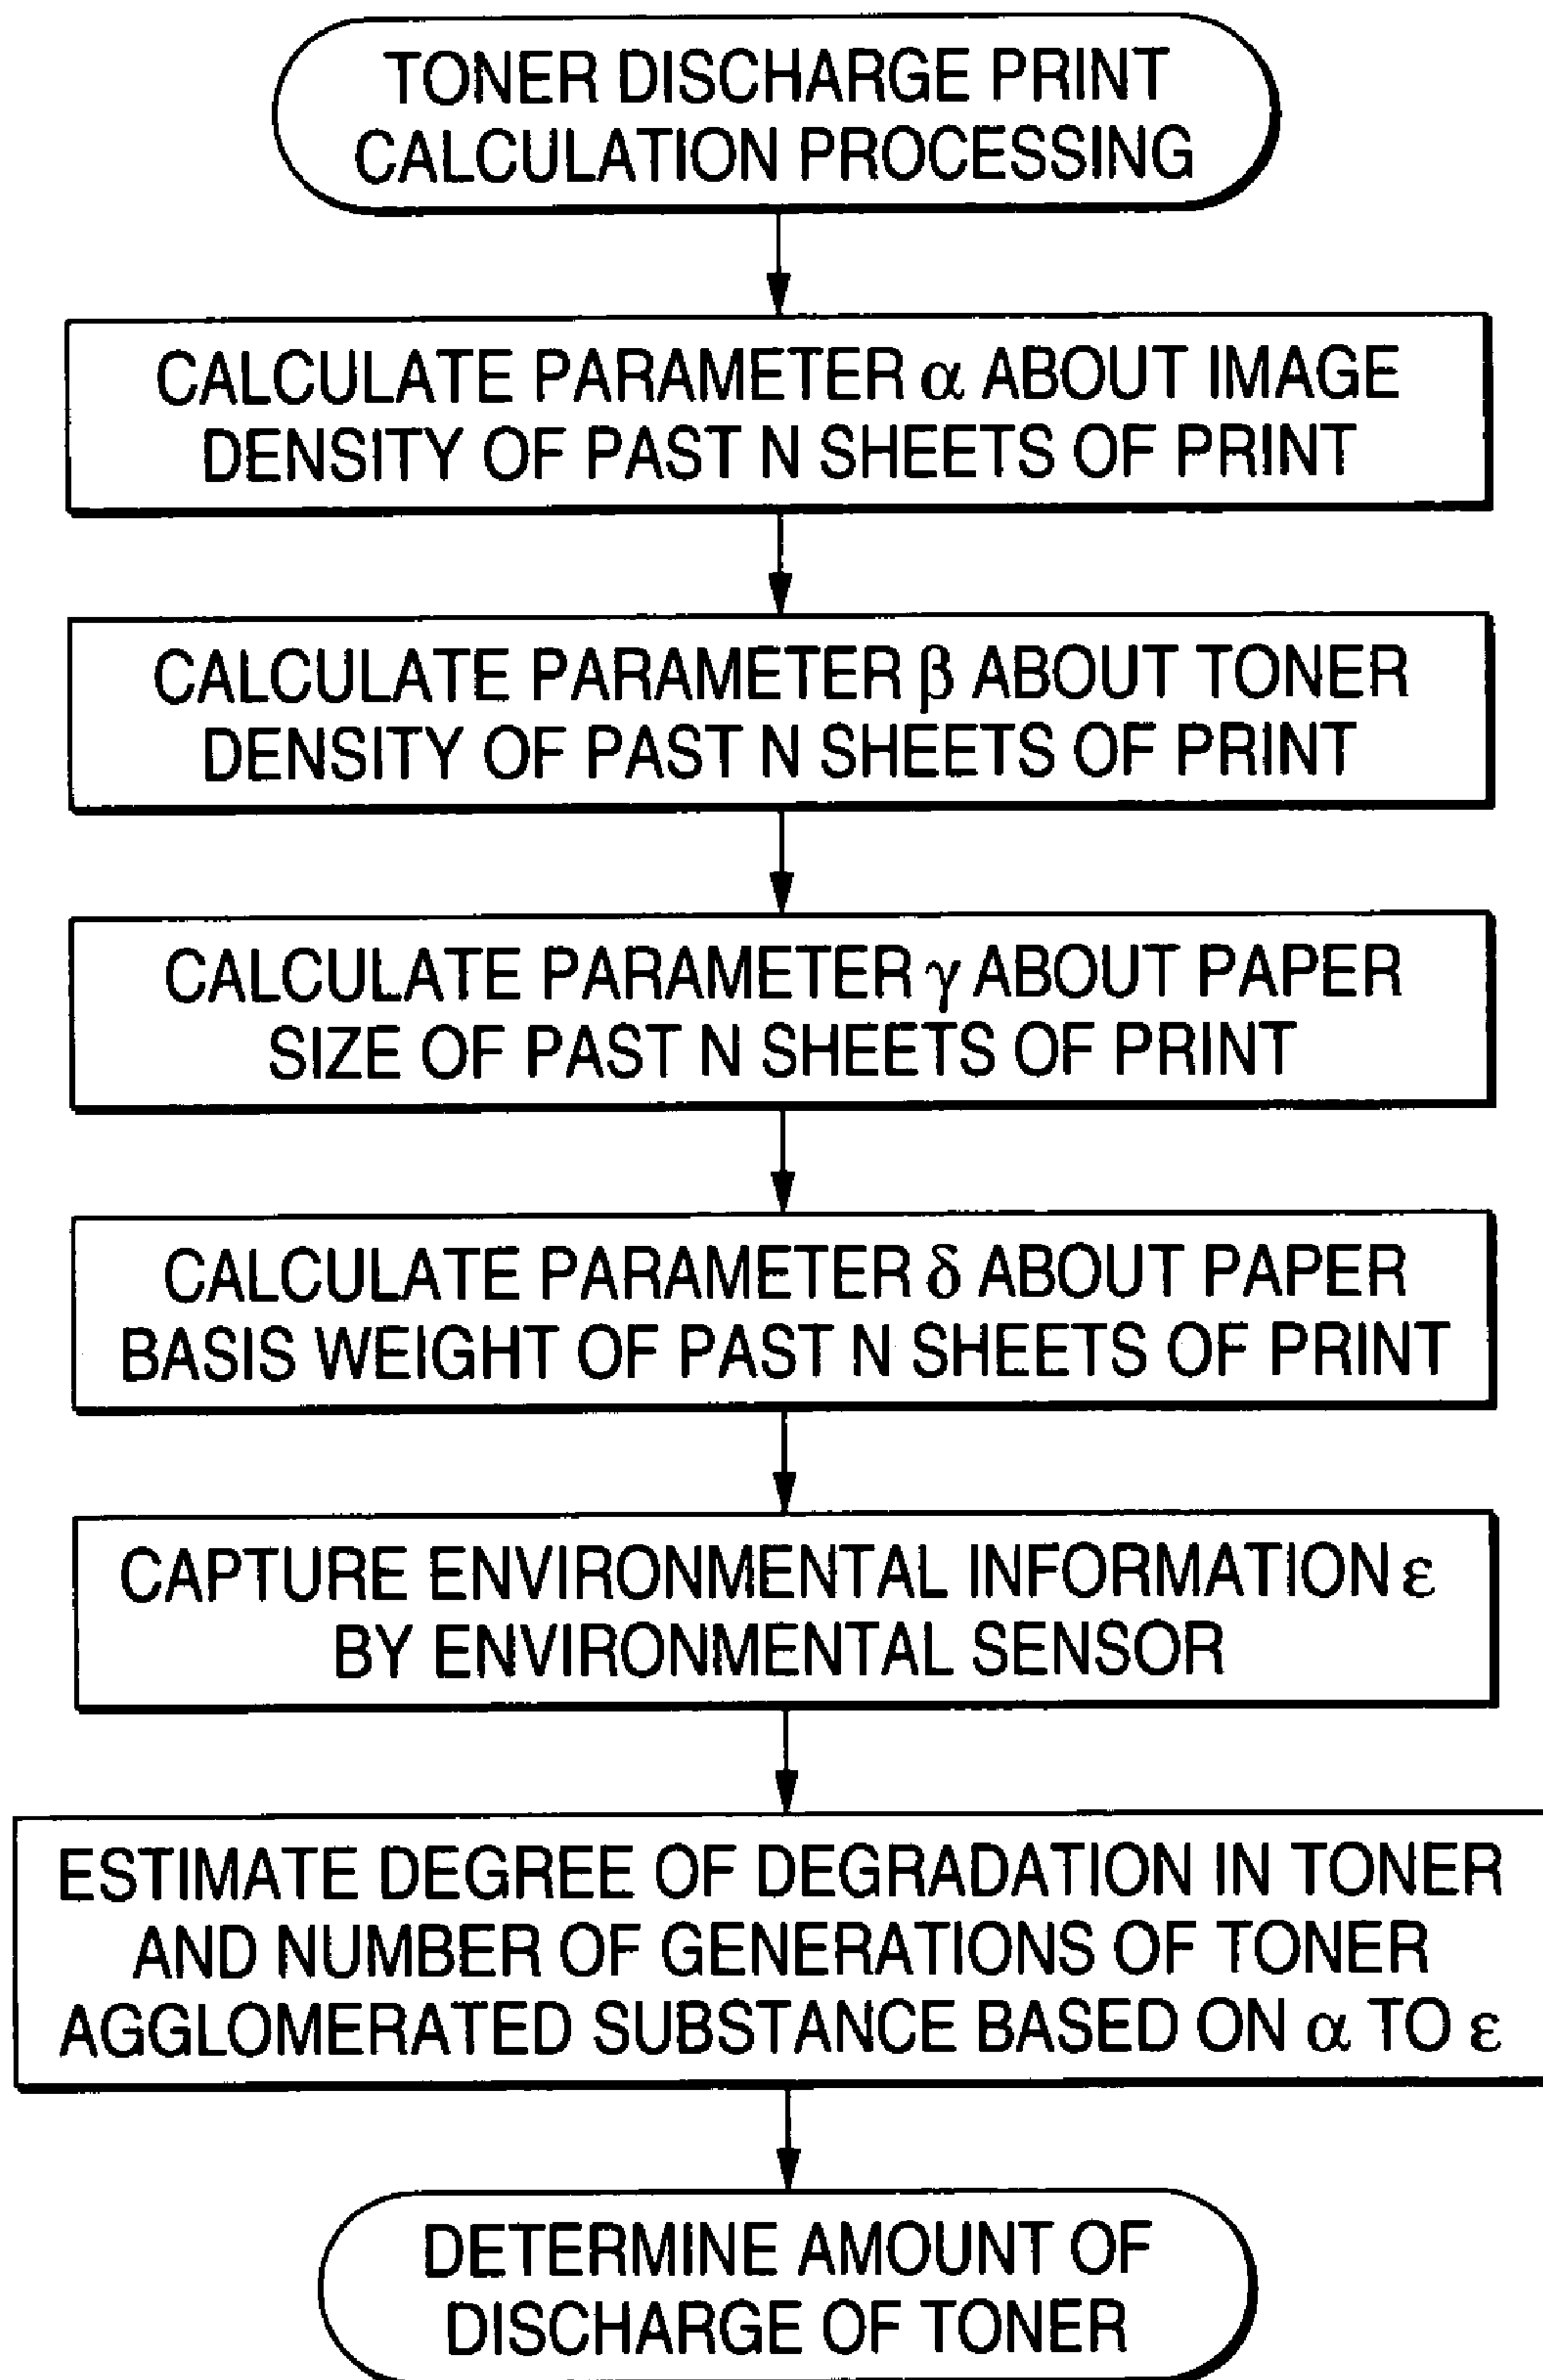 TONER DISCHARGE PRINT
CALCULATION PROCESSING
CALCULATE PARAMETER α ABOUT IMAGE
DENSITY OF PAST N SHEETS OF PRINT
CALCULATE PARAMETER β ABOUT TONER
DENSITY OF PAST N SHEETS OF PRINT
CALCULATE PARAMETER γ ABOUT PAPER
SIZE OF PAST N SHEETS OF PRINT
CALCULATE PARAMETER δ ABOUT PAPER
BASIS WEIGHT OF PAST N SHEETS OF PRINT
CAPTURE ENVIRONMENTAL INFORMATION ε
BY ENVIRONMENTAL SENSOR
ESTIMATE DEGREE OF DEGRADATION IN TONER
AND NUMBER OF GENERATIONS OF TONER
AGGLOMERATED SUBSTANCE BASED ON α TO ε
DETERMINE AMOUNT OF
DISCHARGE OF TONER